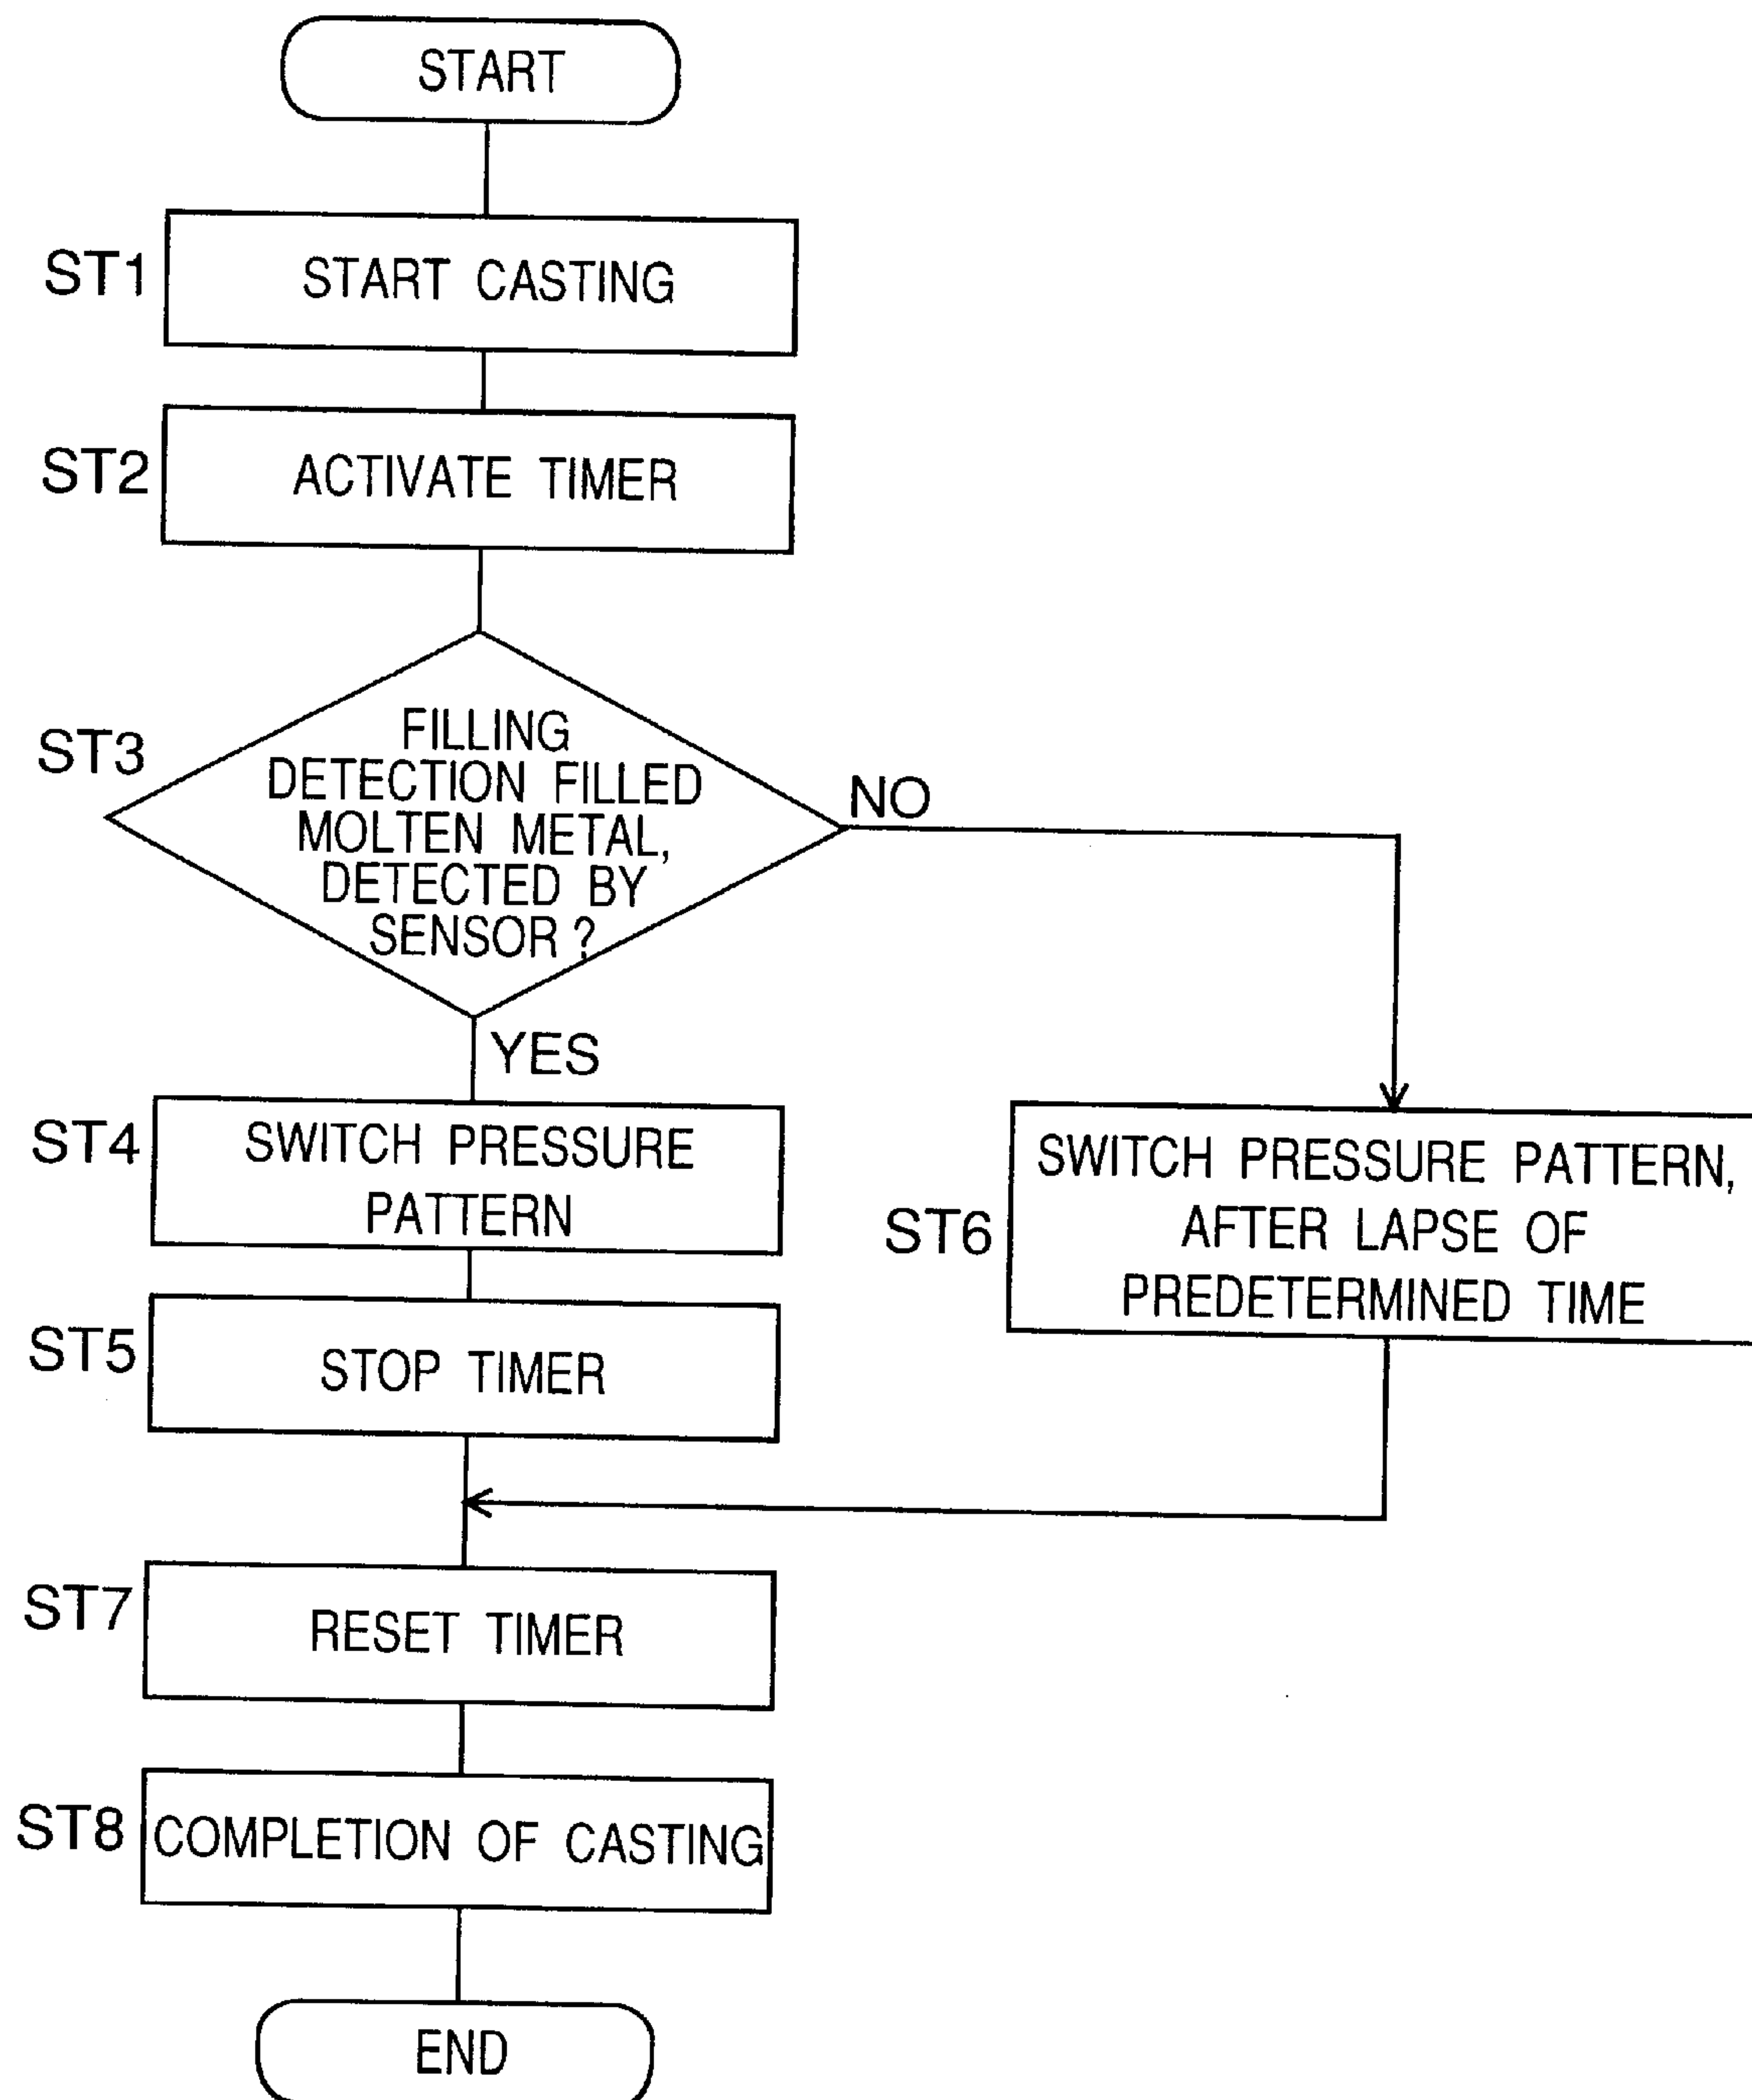 START
ST1
START CASTING
ST2
ACTIVATE TIMER
ST3
FILLING
DETECTION FILLED
MOLTEN METAL,
DETECTED BY
SENSOR ?
NO
YES
ST4
SWITCH PRESSURE
PATTERN
ST6
SWITCH PRESSURE PATTERN,
AFTER LAPSE OF
PREDETERMINED TIME
ST5
STOP TIMER
ST7
RESET TIMER
ST8
COMPLETION OF CASTING
END